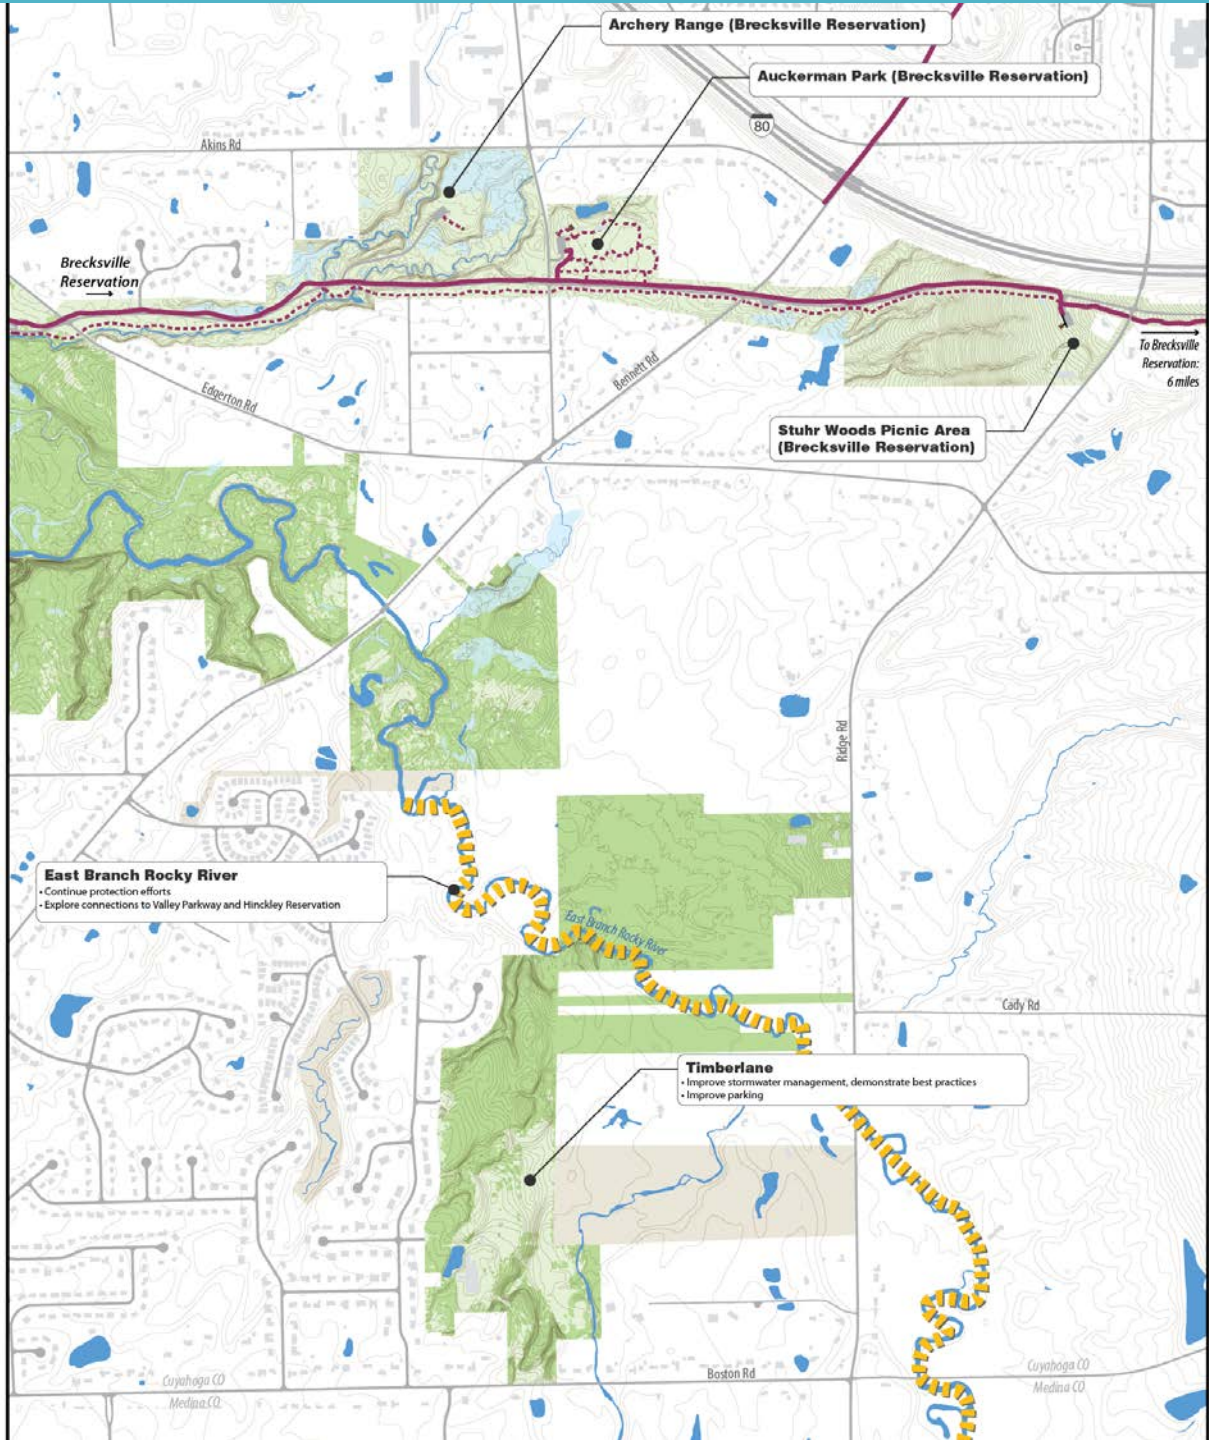 Archery Range (Brecksville Reservation)
Auckerman Park (Brecksville Reservation)
80
Akins Rd
Brecksville
Reservation
To Brecksville
Reservation:
6 miles
Bennett Rd
Edgerton Rd
Stuhr Woods Picnic Area
(Brecksville Reservation)
Ridge Rd
East Branch Rocky River
• Continue protection efforts
• Explore connections to Valley Parkway and Hinckley Reservation
East Branch Rocky River
Cady Rd
Timberlane
• Improve stormwater management, demonstrate best practices
• Improve parking
Boston Rd
Cuyahoga CO
Medina CO
Cuyahoga CO
Medina CO